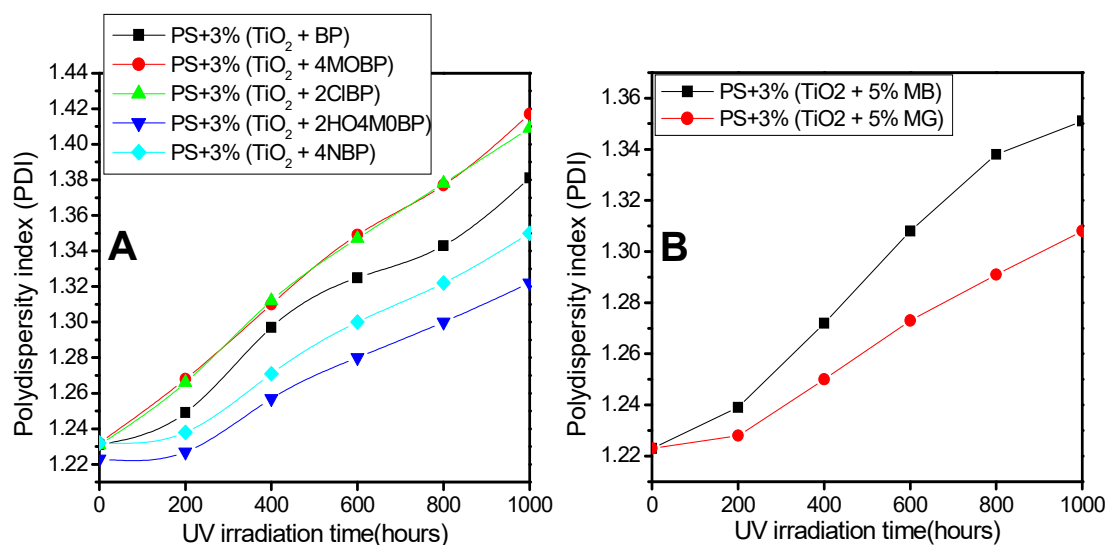 PS+3% (TiO₂ + BP)
PS+3% (TiO₂ + 4MOBP)
PS+3% (TiO₂ + 2ClBP)
PS+3% (TiO₂ + 2HO4M0BP)
PS+3% (TiO₂ + 4NBP)
1.44
1.42
1.40
1.38
1.36
1.34
1.32
1.30
1.28
1.26
1.24
1.22
Polydispersity index (PDI)
A
0 200 400 600 800 1000
UV irradiation time(hours)
PS+3% (TiO2 + 5% MB)
PS+3% (TiO2 + 5% MG)
1.36
1.34
1.32
1.30
1.28
1.26
1.24
1.22
Polydispersity index (PDI)
B
0 200 400 600 800 1000
UV irradiation time(hours)